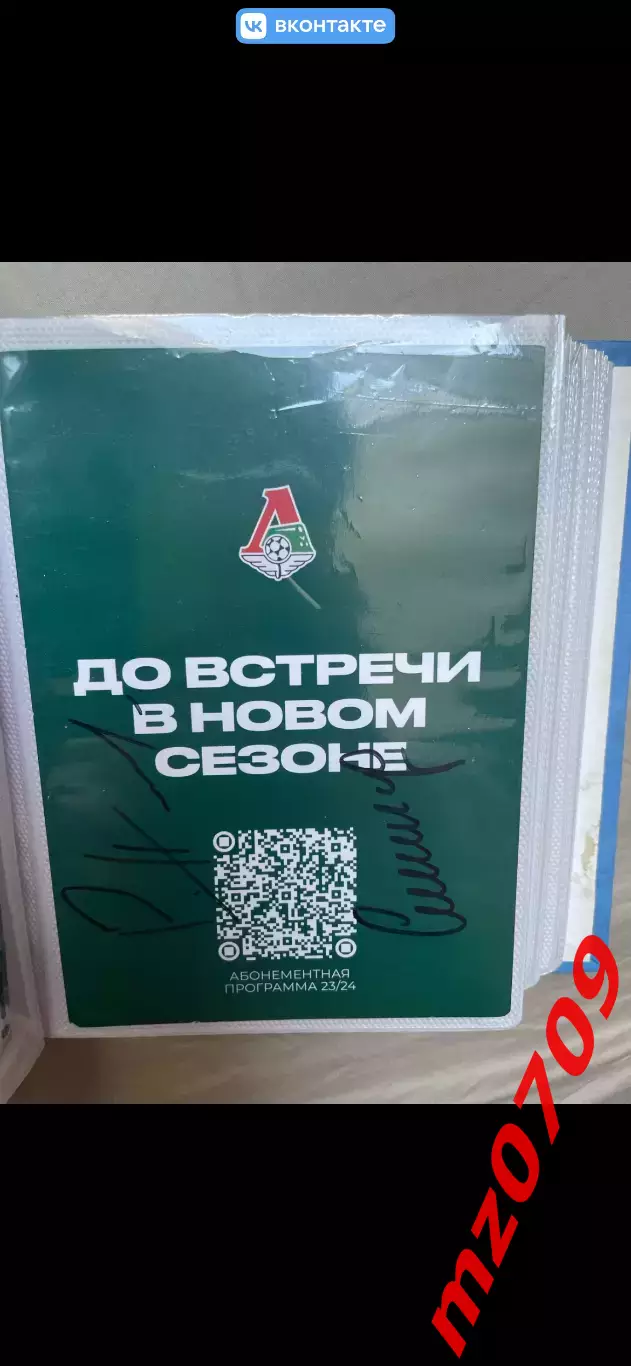 вконтакте
ДО ВСТРЕЧИ
В НОВОМ
СЕЗОНЕ
АБОНЕМЕНТНАЯ
ПРОГРАММА 23/24
mz0709